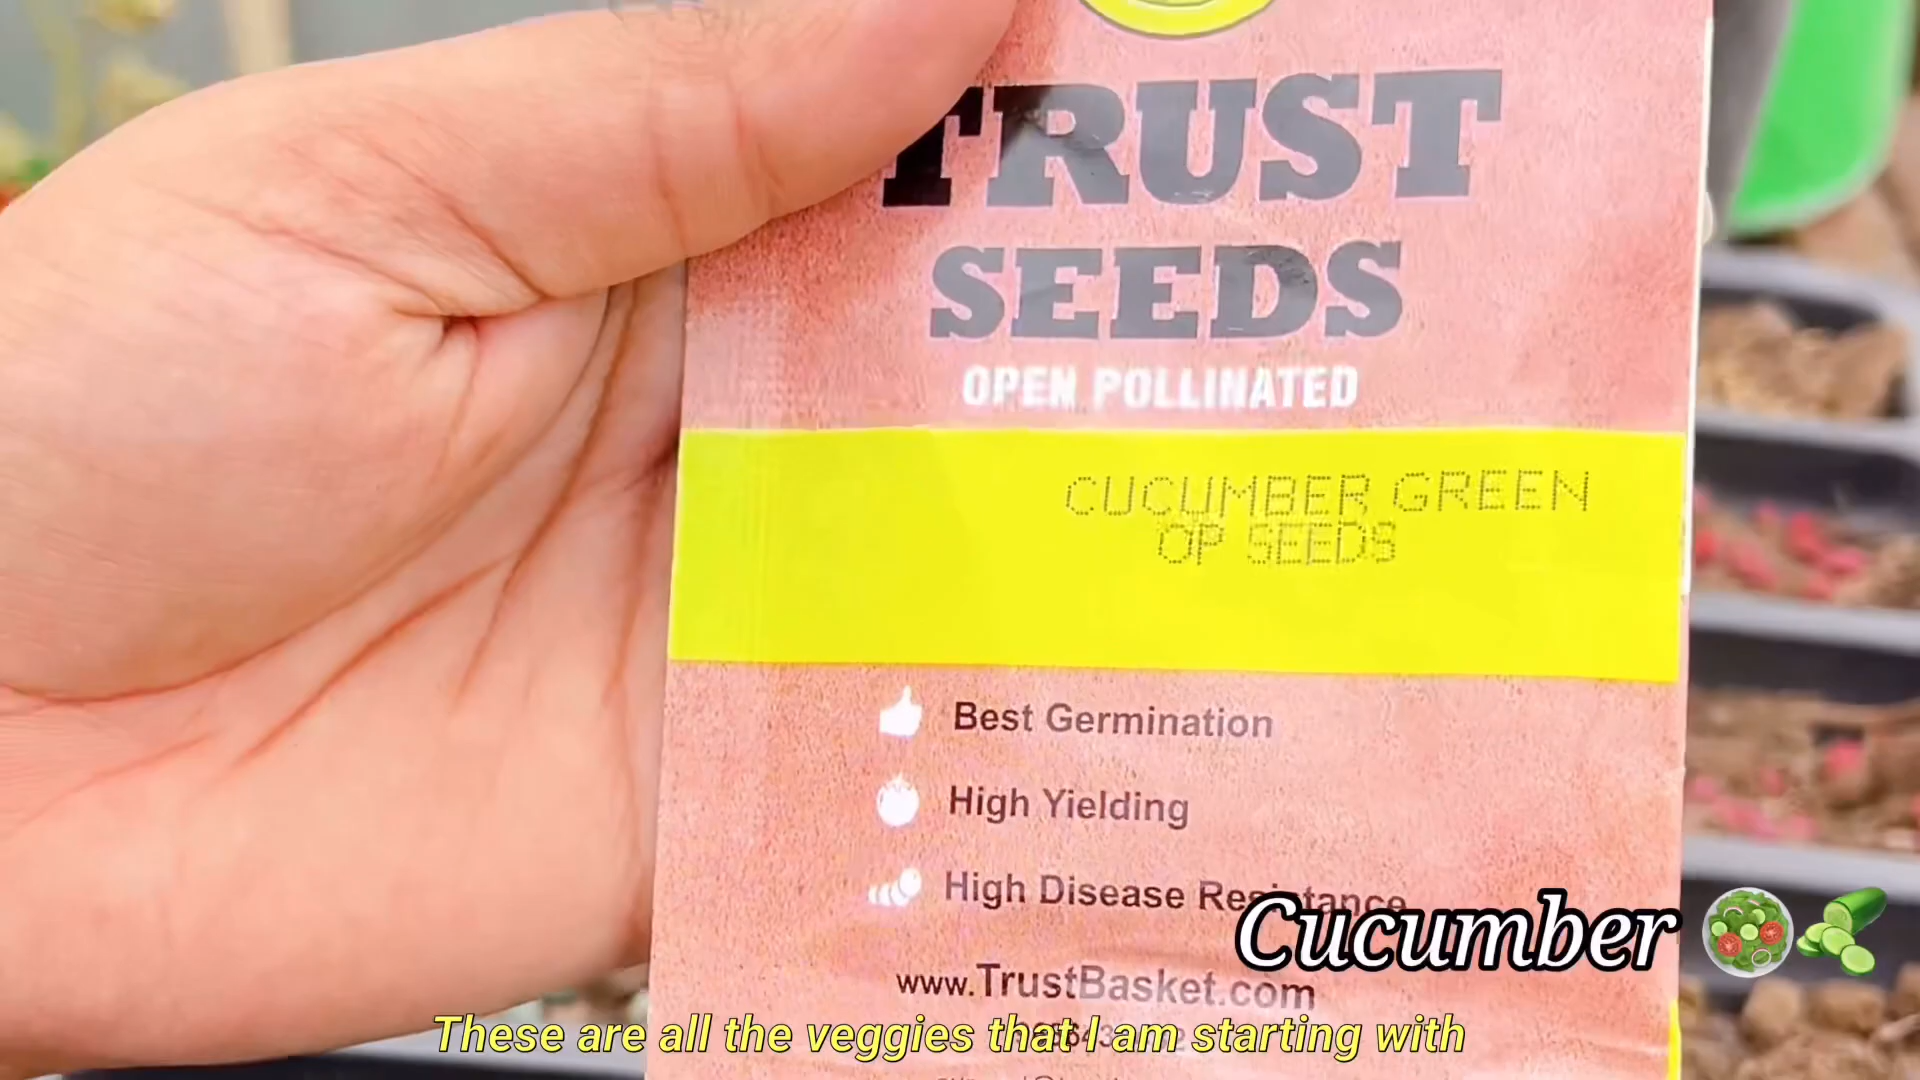 TRUST
SEEDS
OPEN POLLINATED
CUCUMBER GREEN
OP SEEDS
Best Germination
High Yielding
High Disease Resistance
Cucumber
www.TrustBasket.com
These are all the veggies that I am starting with